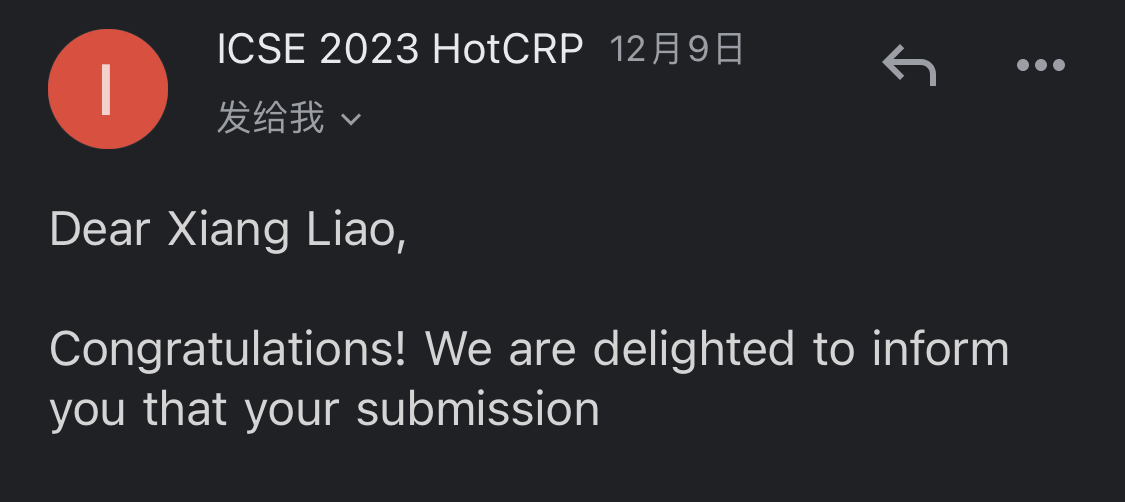 I
ICSE 2023 HotCRP 12月9日
发给我
Dear Xiang Liao,
Congratulations! We are delighted to inform
you that your submission